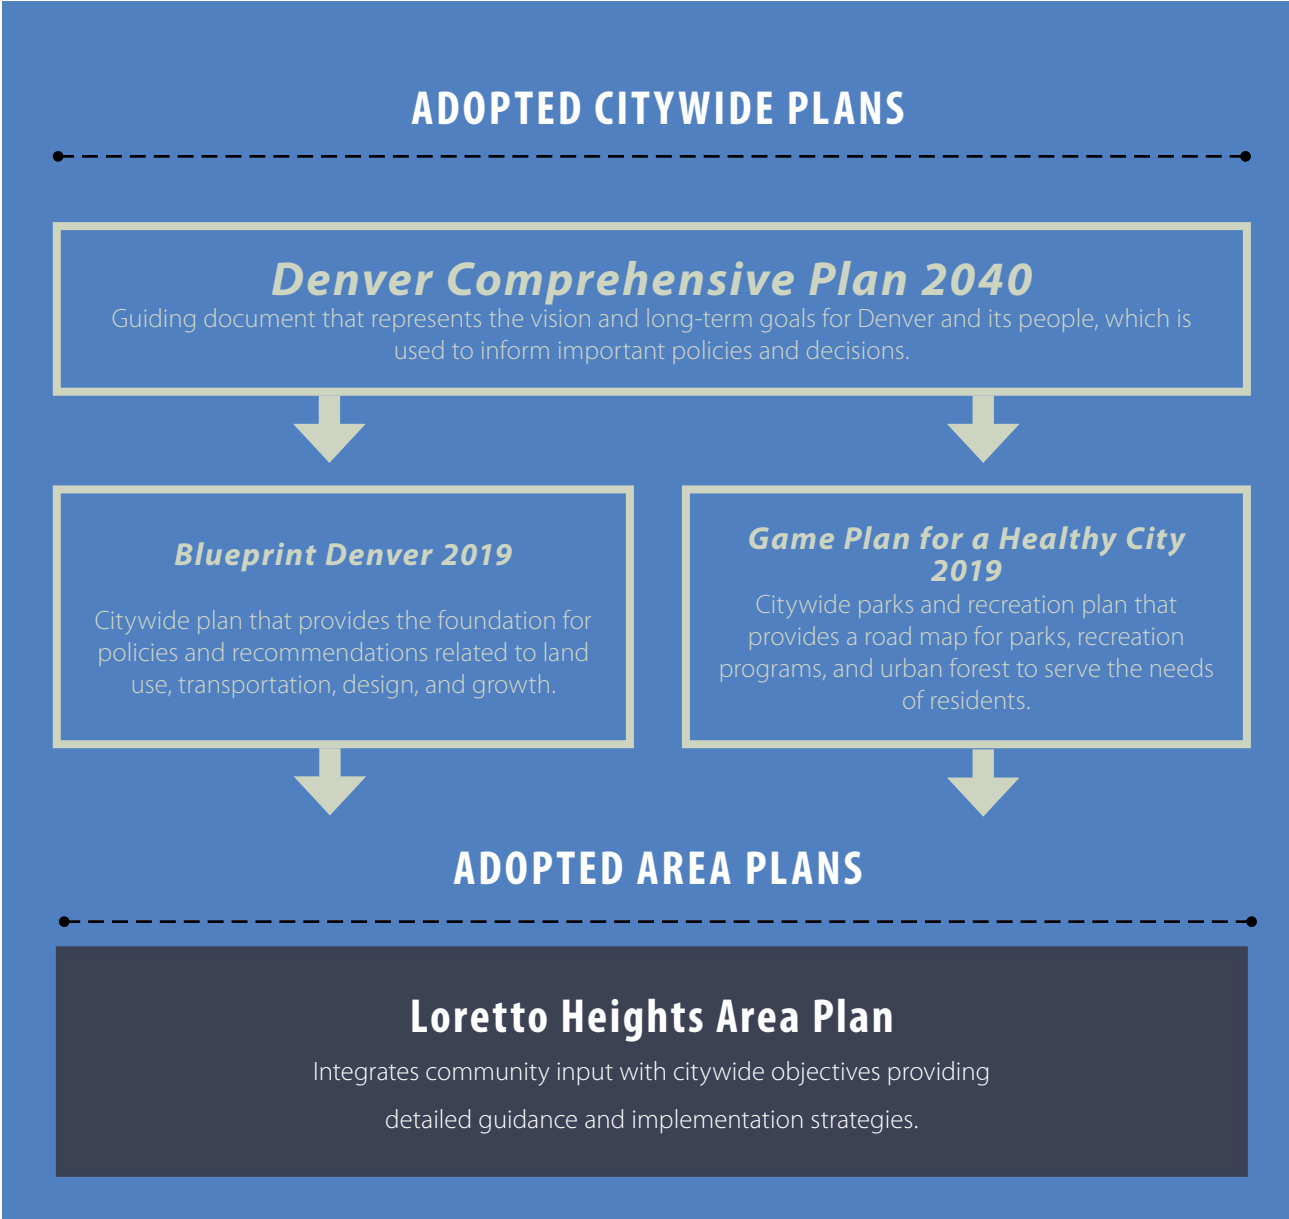 ADOPTED CITYWIDE PLANS
Denver Comprehensive Plan 2040
Guiding document that represents the vision and long-term goals for Denver and its people, which is
used to inform important policies and decisions.
Blueprint Denver 2019
Citywide plan that provides the foundation for
policies and recommendations related to land
use, transportation, design, and growth.
Game Plan for a Healthy City
2019
Citywide parks and recreation plan that
provides a road map for parks, recreation
programs, and urban forest to serve the needs
of residents.
ADOPTED AREA PLANS
Loretto Heights Area Plan
Integrates community input with citywide objectives providing
detailed guidance and implementation strategies.